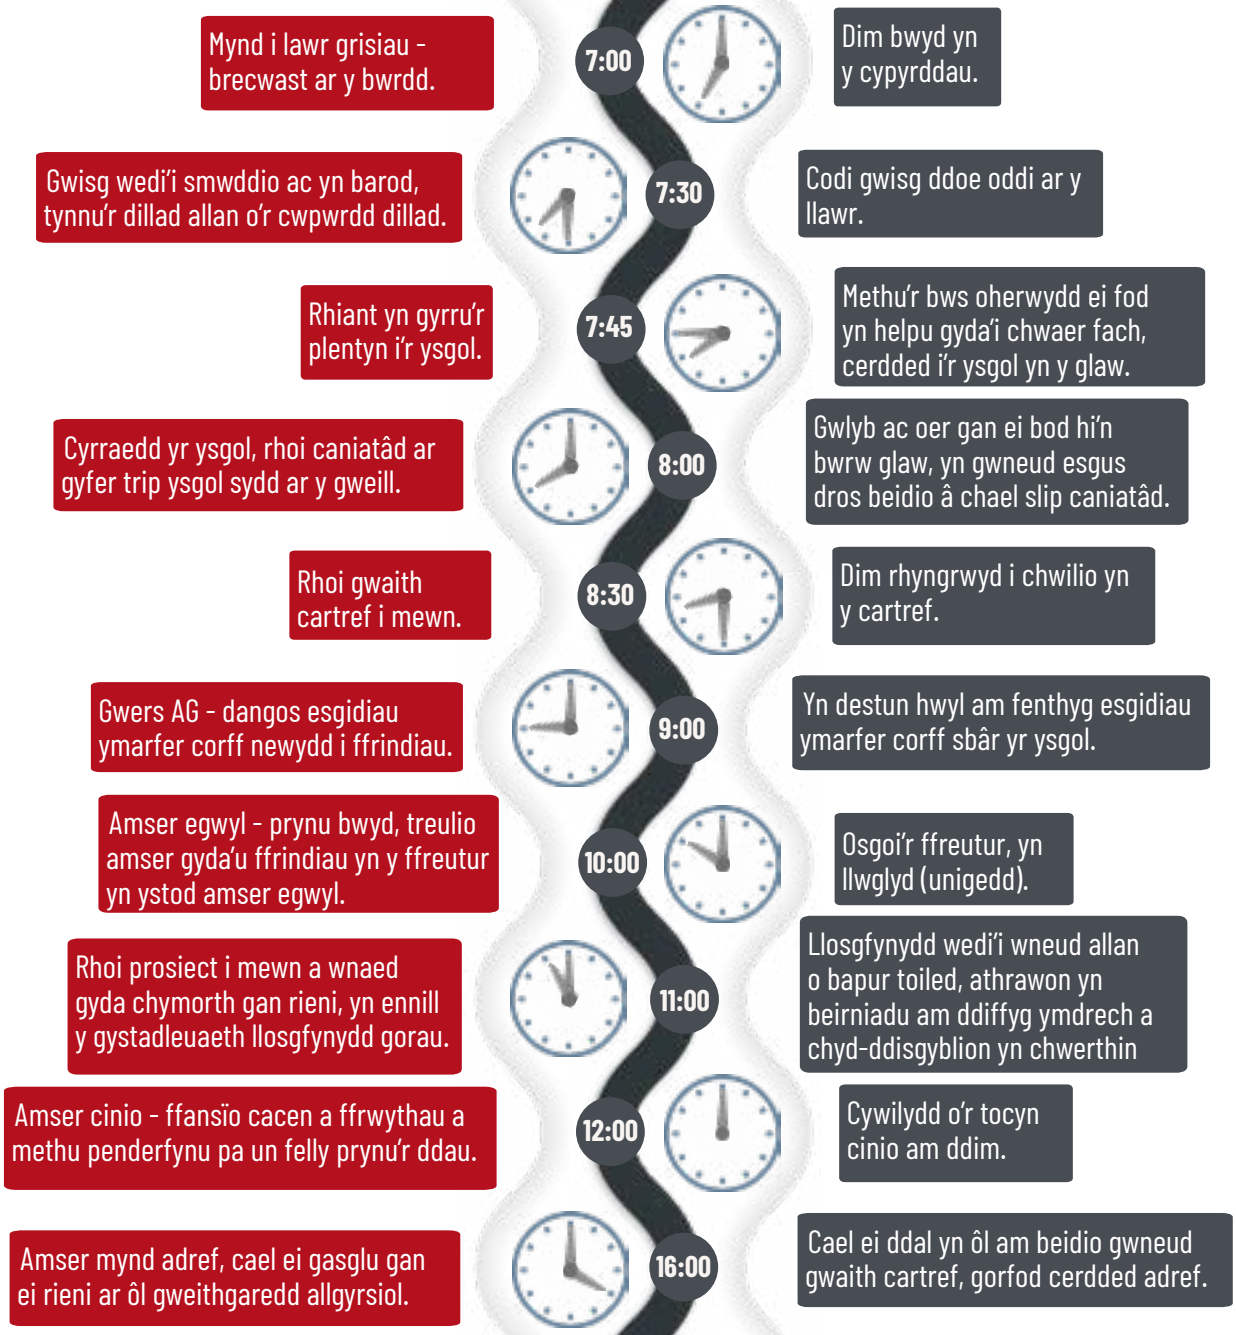 Mynd i lawr grisiau -
brecwast ar y bwrdd.
7:00
Dim bwyd yn
y cypyrddau.
Gwisg wedi'i smwddio ac yn barod,
tynnu'r dillad allan o'r cwpwrdd dillad.
7:30
Codi gwisg ddoe oddi ar y
llawr.
Rhiant yn gyrru'r
plentyn i'r ysgol.
7:45
Methu'r bws oherwydd ei fod
yn helpu gyda'i chwaer fach,
cerdded i'r ysgol yn y glaw.
Cyrraedd yr ysgol, rhoi caniatâd ar
gyfer trip ysgol sydd ar y gweill.
8:00
Gwlyb ac oer gan ei bod hi'n
bwrw glaw, yn gwneud esgus
dros beidio â chael slip caniatâd.
Rhoi gwaith
cartref i mewn.
8:30
Dim rhyngrwyd i chwilio yn
y cartref.
Gwers AG - dangos esgidiau
ymarfer corff newydd i ffrindiau.
9:00
Yn destun hwyl am fenthyg esgidiau
ymarfer corff sbâr yr ysgol.
Amser egwyl - prynu bwyd, treulio
amser gyda'u ffrindiau yn y ffreutur
yn ystod amser egwyl.
10:00
Osgoi'r ffreutur, yn
llwglyd (unigedd).
Rhoi prosiect i mewn a wnaed
gyda chymorth gan rieni, yn ennill
y gystadleuaeth llosgfynydd gorau.
11:00
Llosgfynydd wedi'i wneud allan
o bapur toiled, athrawon yn
beirniadu am ddiffyg ymdrech a
chyd-ddisgyblion yn chwerthin
Amser cinio - ffansïo cacen a ffrwythau a
methu penderfynu pa un felly prynu'r ddau.
12:00
Cywilydd o'r tocyn
cinio am ddim.
Amser mynd adref, cael ei gasglu gan
ei rieni ar ôl gweithgaredd allgyrsiol.
16:00
Cael ei ddal yn ôl am beidio gwneud
gwaith cartref, gorfod cerdded adref.